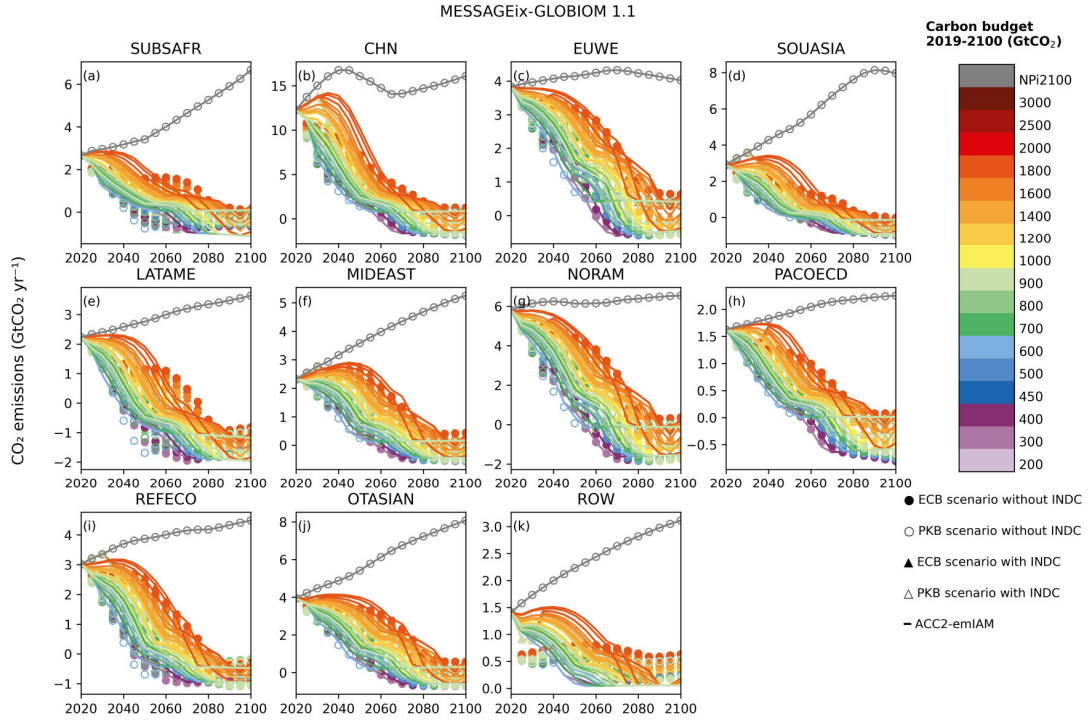 MESSAGEix-GLOBIOM 1.1
Carbon budget
2019-2100 (GtCO₂)
SUBSAFR CHN EUWE SOUASIA
(a) (b) (c) (d)
6 4 2 0
15 10 5 0
4 3 2 1 0
8 6 4 2 0
2020 2040 2060 2080 2100 2020 2040 2060 2080 2100 2020 2040 2060 2080 2100 2020 2040 2060 2080 2100
LATAME MIDEAST NORAM PACOECD
(e) (f) (g) (h)
3 2 1 0 −1 −2
5 4 3 2 1 0
6 4 2 0 −2
2.0 1.5 1.0 0.5 0.0 −0.5
2020 2040 2060 2080 2100 2020 2040 2060 2080 2100 2020 2040 2060 2080 2100 2020 2040 2060 2080 2100
REFECO OTASIAN ROW
(i) (j) (k)
4 3 2 1 0 −1
8 6 4 2 0
3.0 2.5 2.0 1.5 1.0 0.5 0.0
2020 2040 2060 2080 2100 2020 2040 2060 2080 2100 2020 2040 2060 2080 2100
CO₂ emissions (GtCO₂ yr⁻¹)
NPi2100
3000
2500
2000
1800
1600
1400
1200
1000
900
800
700
600
500
450
400
300
200
ECB scenario without INDC
PKB scenario without INDC
ECB scenario with INDC
PKB scenario with INDC
ACC2-emIAM